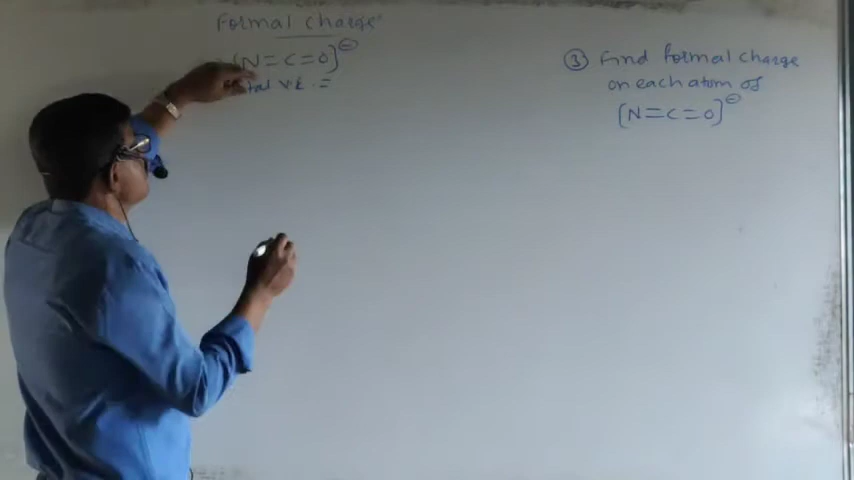 Formal charge
[N=C=O]⊖
Total V.E. =
③ Find formal charge
on each atom of
[N=C=O]⊖